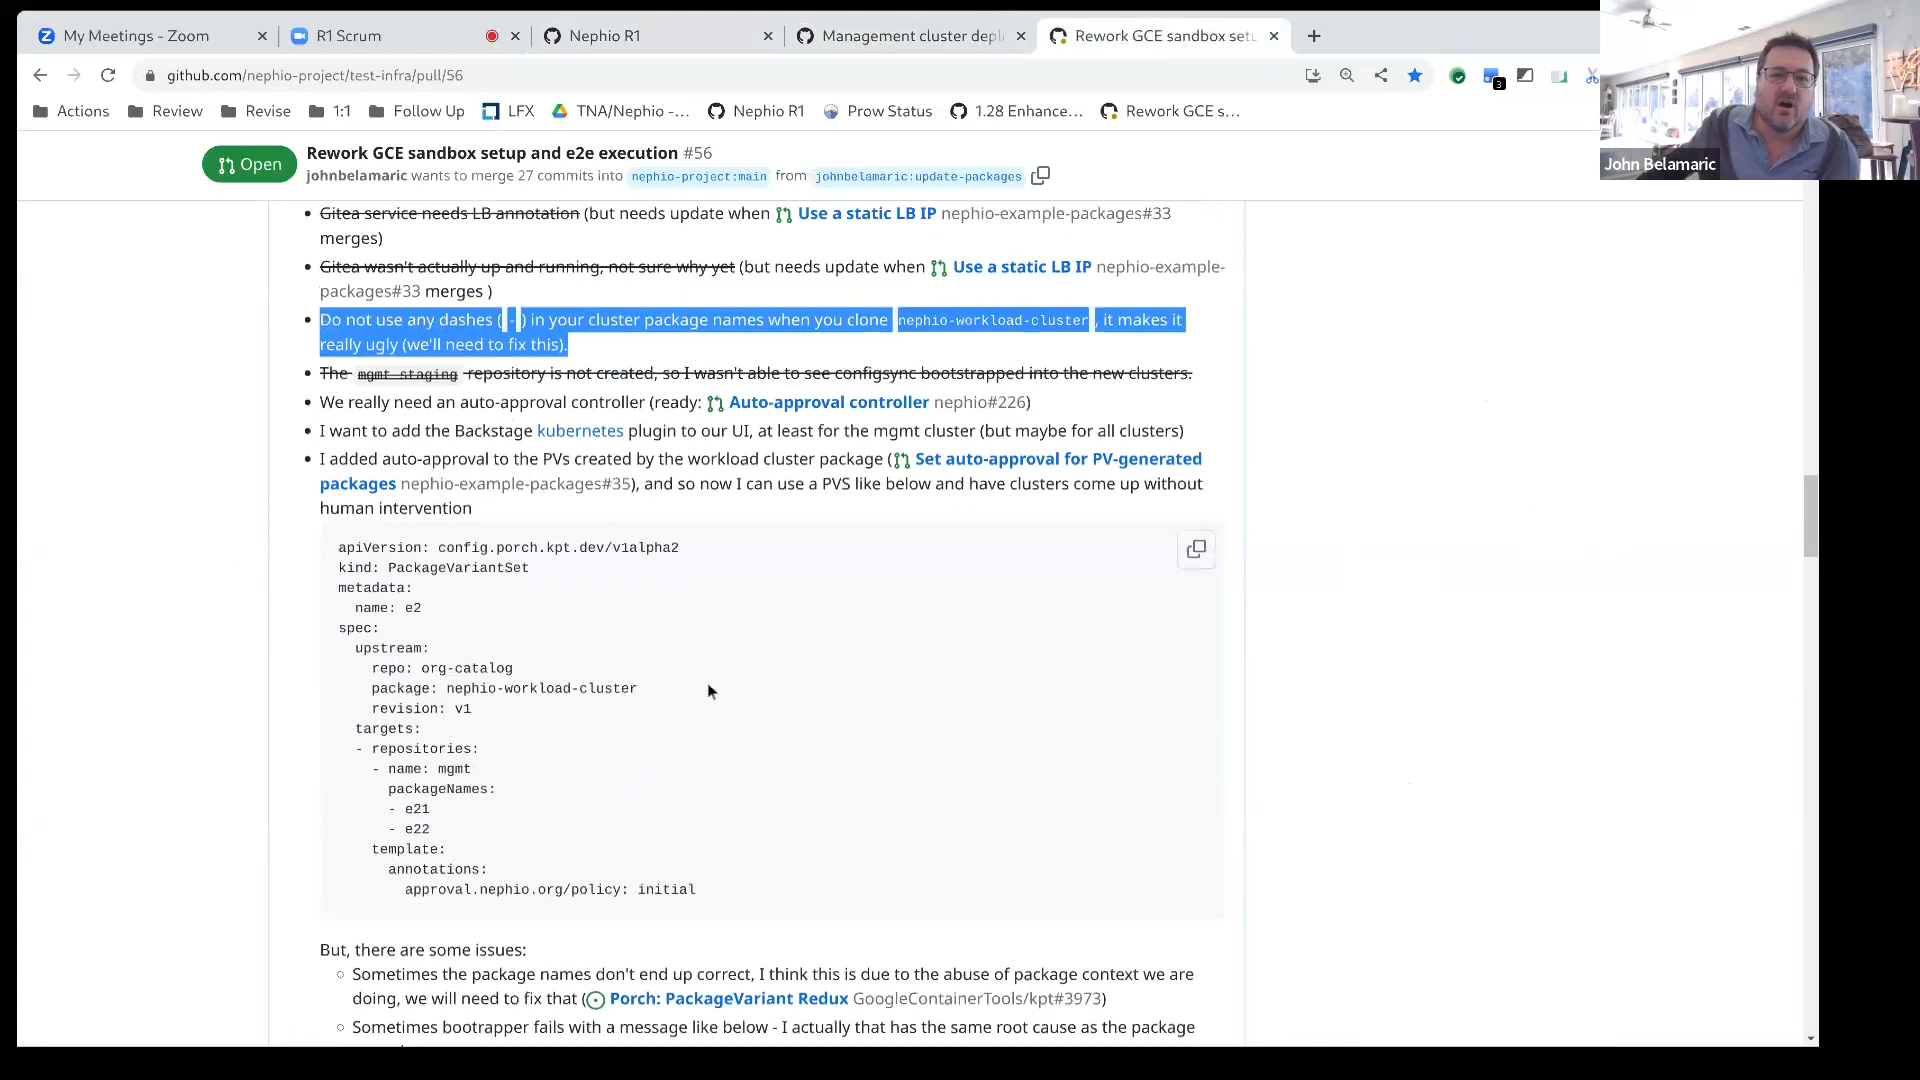 My Meetings - Zoom
R1 Scrum
Nephio R1
Management cluster depl
Rework GCE sandbox setu
github.com/nephio-project/test-infra/pull/56
3
Actions
Review
Revise
1:1
Follow Up
LFX
TNA/Nephio -...
Nephio R1
Prow Status
1.28 Enhance...
Rework GCE s...
John Belamaric
Open
Rework GCE sandbox setup and e2e execution #56
johnbelamaric wants to merge 27 commits into nephio-project:main from johnbelamaric:update-packages
• Gitea service needs LB annotation (but needs update when Use a static LB IP nephio-example-packages#33
merges)
• Gitea wasn't actually up and running, not sure why yet (but needs update when Use a static LB IP nephio-example-
packages#33 merges )
• Do not use any dashes ( - ) in your cluster package names when you clone nephio-workload-cluster , it makes it
really ugly (we'll need to fix this).
• The mgmt-staging repository is not created, so I wasn't able to see configsync bootstrapped into the new clusters.
• We really need an auto-approval controller (ready: Auto-approval controller nephio#226)
• I want to add the Backstage kubernetes plugin to our UI, at least for the mgmt cluster (but maybe for all clusters)
• I added auto-approval to the PVs created by the workload cluster package ( Set auto-approval for PV-generated
packages nephio-example-packages#35), and so now I can use a PVS like below and have clusters come up without
human intervention
apiVersion: config.porch.kpt.dev/v1alpha2
kind: PackageVariantSet
metadata:
  name: e2
spec:
  upstream:
    repo: org-catalog
    package: nephio-workload-cluster
    revision: v1
  targets:
  - repositories:
    - name: mgmt
      packageNames:
      - e21
      - e22
    template:
      annotations:
        approval.nephio.org/policy: initial
But, there are some issues:
○ Sometimes the package names don't end up correct, I think this is due to the abuse of package context we are
doing, we will need to fix that ( Porch: PackageVariant Redux GoogleContainerTools/kpt#3973)
○ Sometimes bootrapper fails with a message like below - I actually that has the same root cause as the package